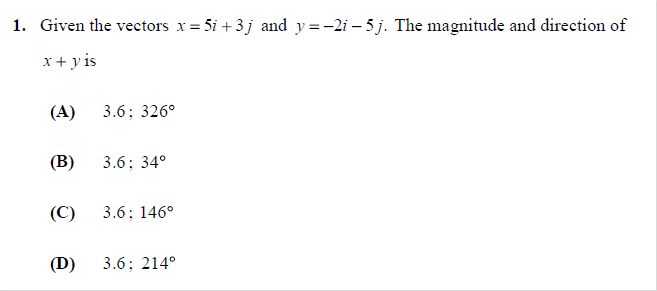 1. Given the vectors x = 5i + 3j and y = −2i − 5j. The magnitude and direction of
x + y is
(A) 3.6; 326°
(B) 3.6; 34°
(C) 3.6; 146°
(D) 3.6; 214°